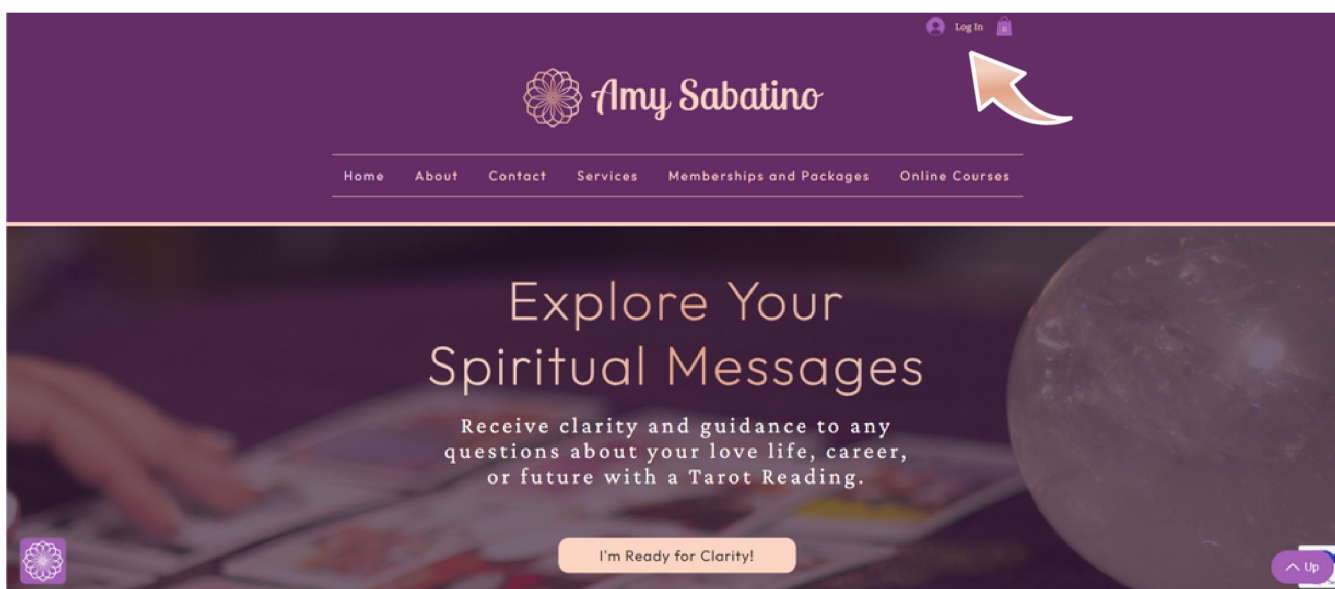 Log In
0
Amy Sabatino
Home About Contact Services Memberships and Packages Online Courses
Explore Your
Spiritual Messages
Receive clarity and guidance to any
questions about your love life, career,
or future with a Tarot Reading.
I'm Ready for Clarity!
Up